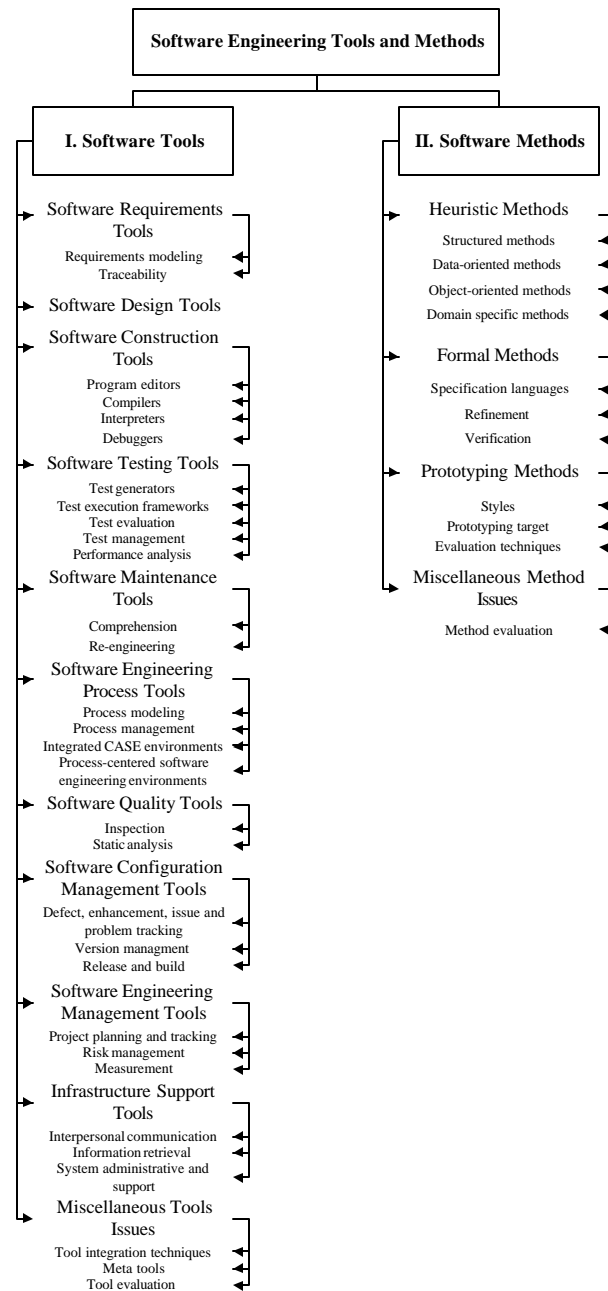 Software Engineering Tools and Methods
I. Software Tools
Software Requirements
Tools
Requirements modeling
Traceability
Software Design Tools
Software Construction
Tools
Program editors
Compilers
Interpreters
Debuggers
Software Testing Tools
Test generators
Test execution frameworks
Test evaluation
Test management
Performance analysis
Software Maintenance
Tools
Comprehension
Re-engineering
Software Engineering
Process Tools
Process modeling
Process management
Integrated CASE environments
Process-centered software
engineering environments
Software Quality Tools
Inspection
Static analysis
Software Configuration
Management Tools
Defect, enhancement, issue and
problem tracking
Version managment
Release and build
Software Engineering
Management Tools
Project planning and tracking
Risk management
Measurement
Infrastructure Support
Tools
Interpersonal communication
Information retrieval
System administrative and
support
Miscellaneous Tools
Issues
Tool integration techniques
Meta tools
Tool evaluation
II. Software Methods
Heuristic Methods
Structured methods
Data-oriented methods
Object-oriented methods
Domain specific methods
Formal Methods
Specification languages
Refinement
Verification
Prototyping Methods
Styles
Prototyping target
Evaluation techniques
Miscellaneous Method
Issues
Method evaluation